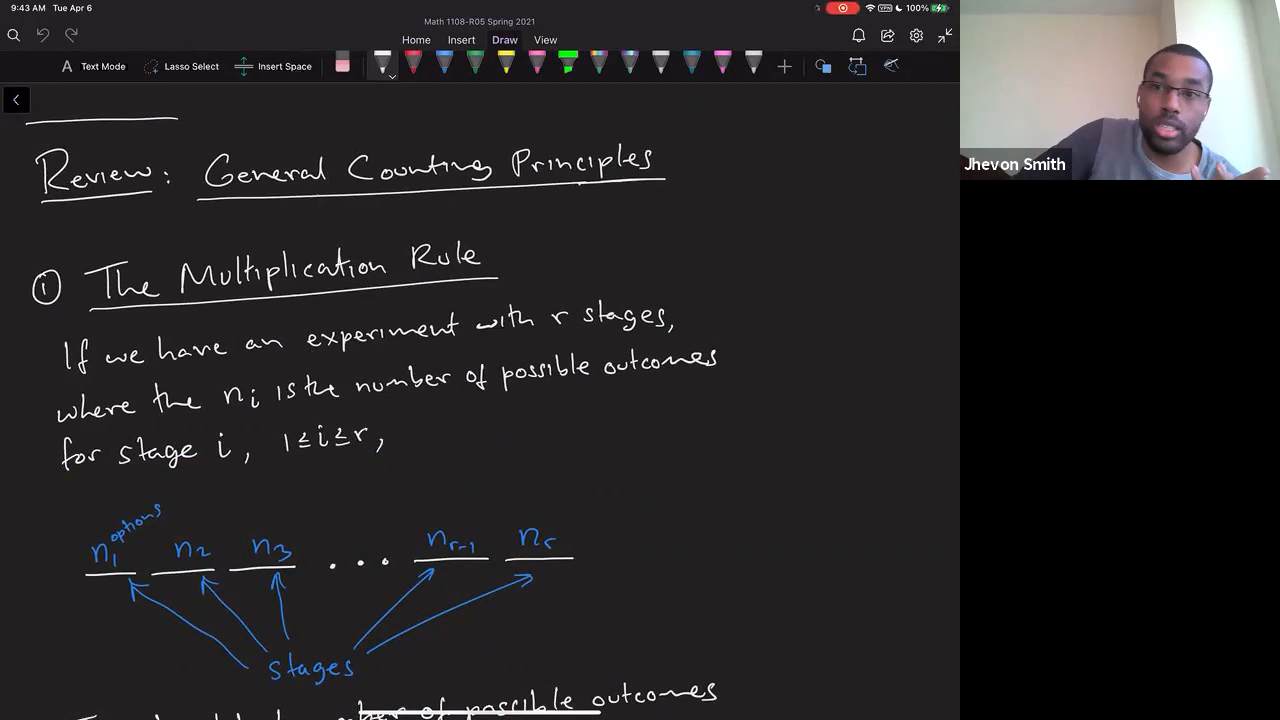 9:43 AM Tue Apr 6
VPN 100%
Math 1108-R05 Spring 2021
Home Insert Draw View
Text Mode Lasso Select Insert Space
Jhevon Smith
Review: General Counting Principles
① The Multiplication Rule
If we have an experiment with r stages,
where the ni is the number of possible outcomes
for stage i, 1≤i≤r,
n1 options n2 n3 ... nr-1 nr
stages
number of possible outcomes